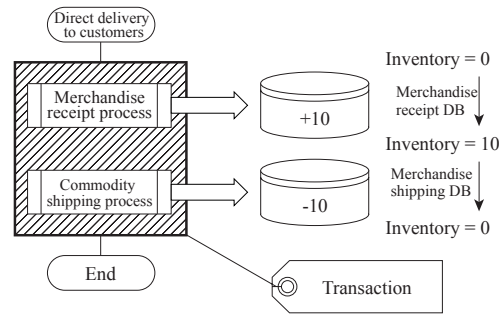 Direct delivery
to customers
Merchandise
receipt process
+10
Inventory = 0
Merchandise
receipt DB
Inventory = 10
Commodity
shipping process
-10
Merchandise
shipping DB
Inventory = 0
End
Transaction